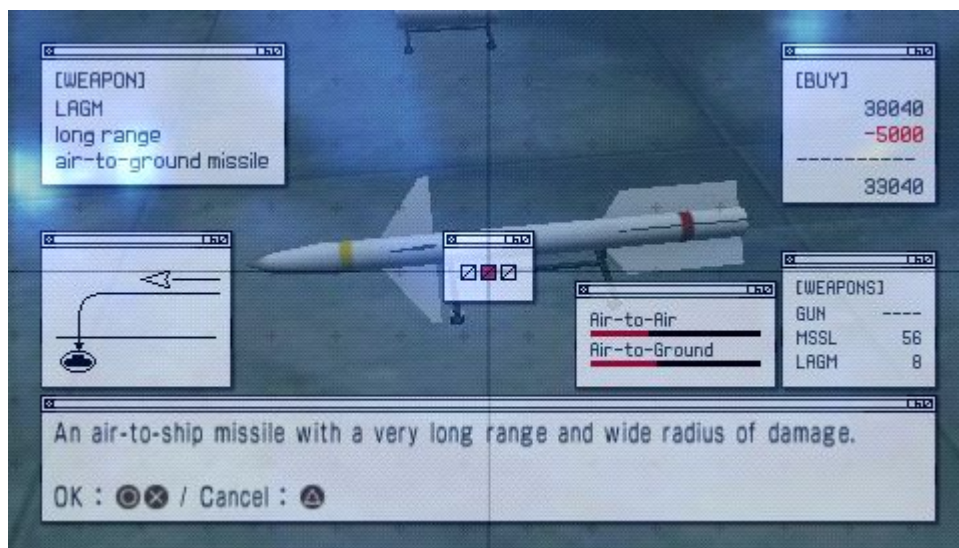 [WEAPON]
LAGM
long range
air-to-ground missile
[BUY]
38040
-5000
----------
33040
Air-to-Air
Air-to-Ground
[WEAPONS]
GUN ----
MSSL 56
LAGM 8
An air-to-ship missile with a very long range and wide radius of damage.
OK : / Cancel :